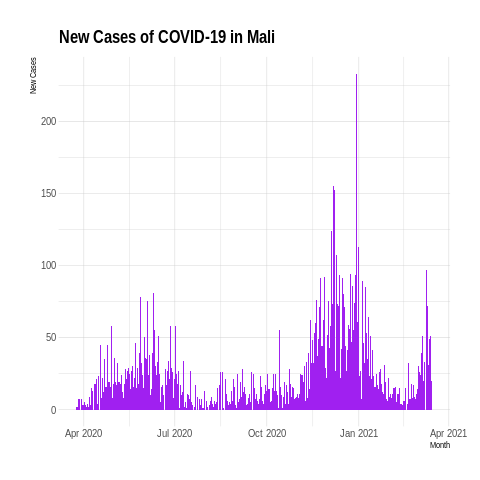 New Cases of COVID-19 in Mali
New Cases
200
150
100
50
0
Apr 2020
Jul 2020
Oct 2020
Jan 2021
Apr 2021
Month